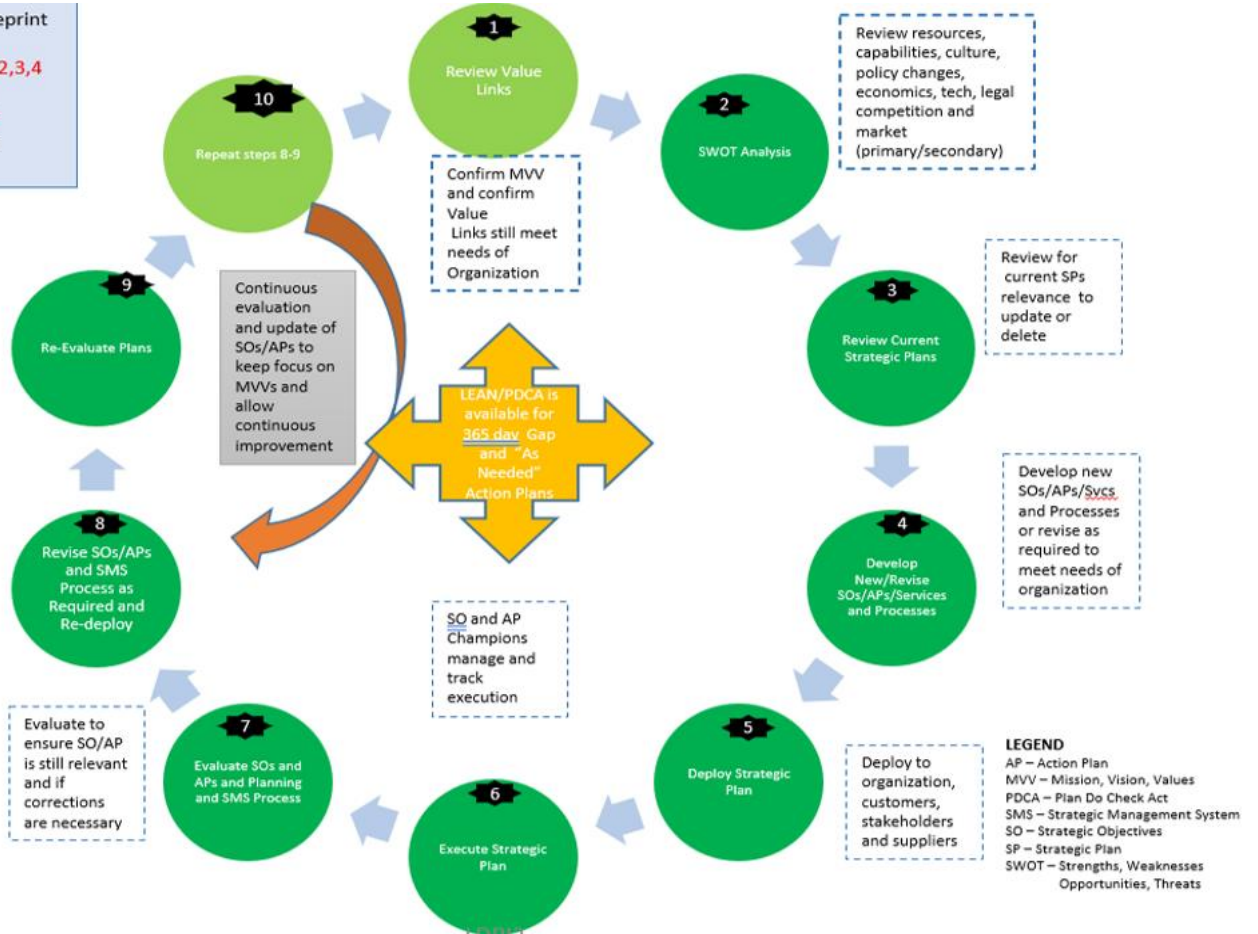 eprint
2,3,4
1
Review Value
Links
2
SWOT Analysis
Review resources,
capabilities, culture,
policy changes,
economics, tech, legal
competition and
market
(primary/secondary)
10
Repeat steps 8-9
Confirm MVV
and confirm
Value
Links still meet
needs of
Organization
9
Re-Evaluate Plans
Continuous
evaluation
and update of
SOs/APs to
keep focus on
MVVs and
allow
continuous
improvement
3
Review Current
Strategic Plans
Review for
current SPs
relevance to
update or
delete
LEAN/PDCA is
available for
365 day Gap
and "As
Needed"
Action Plans
8
Revise SOs/APs
and SMS
Process as
Required and
Re-deploy
4
Develop
New/Revise
SOs/APs/Services
and Processes
Develop new
SOs/APs/Svcs
and Processes
or revise as
required to
meet needs of
organization
SO and AP
Champions
manage and
track
execution
Evaluate to
ensure SO/AP
is still relevant
and if
corrections
are necessary
7
Evaluate SOs and
APs and Planning
and SMS Process
6
Execute Strategic
Plan
5
Deploy Strategic
Plan
Deploy to
organization,
customers,
stakeholders
and suppliers
LEGEND
AP – Action Plan
MVV – Mission, Vision, Values
PDCA – Plan Do Check Act
SMS – Strategic Management System
SO – Strategic Objectives
SP – Strategic Plan
SWOT – Strengths, Weaknesses
Opportunities, Threats